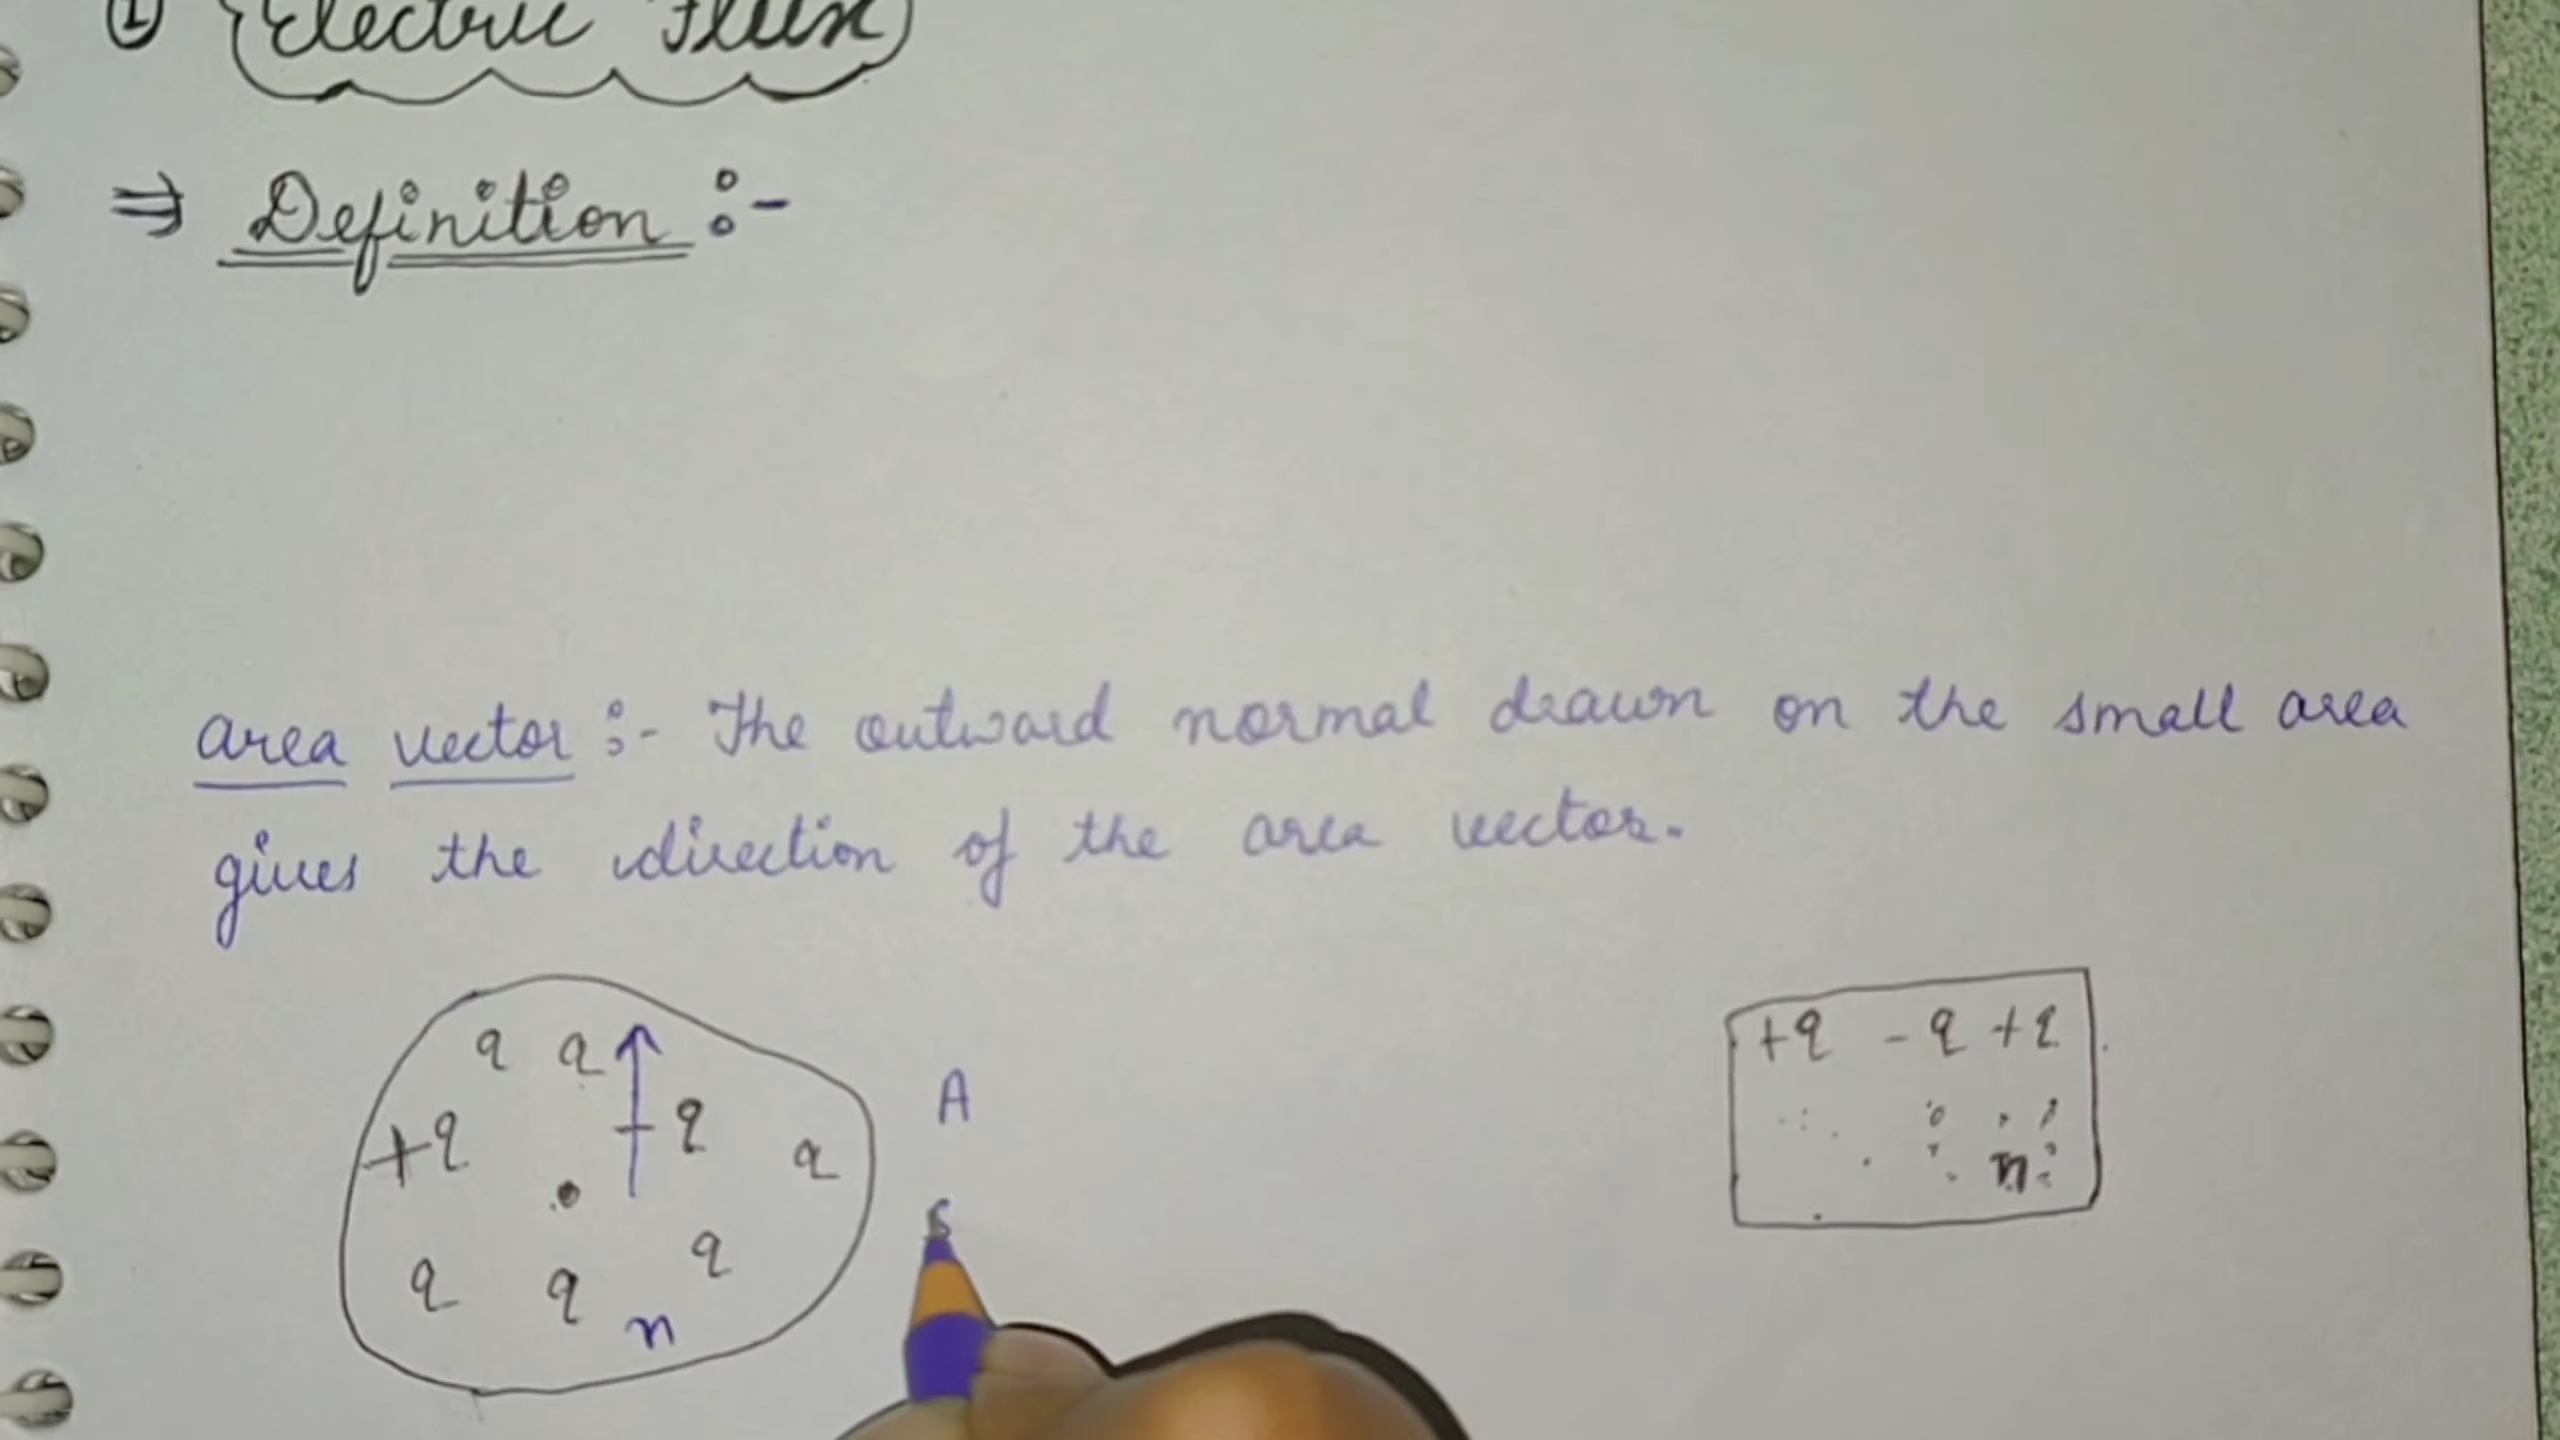 ① Electric Flux
⇒ Definition :-
area vector :- The outward normal drawn on the small area
gives the direction of the area vector.
q q
+q -q q
q q q
n
A
S
+q -q +q
n